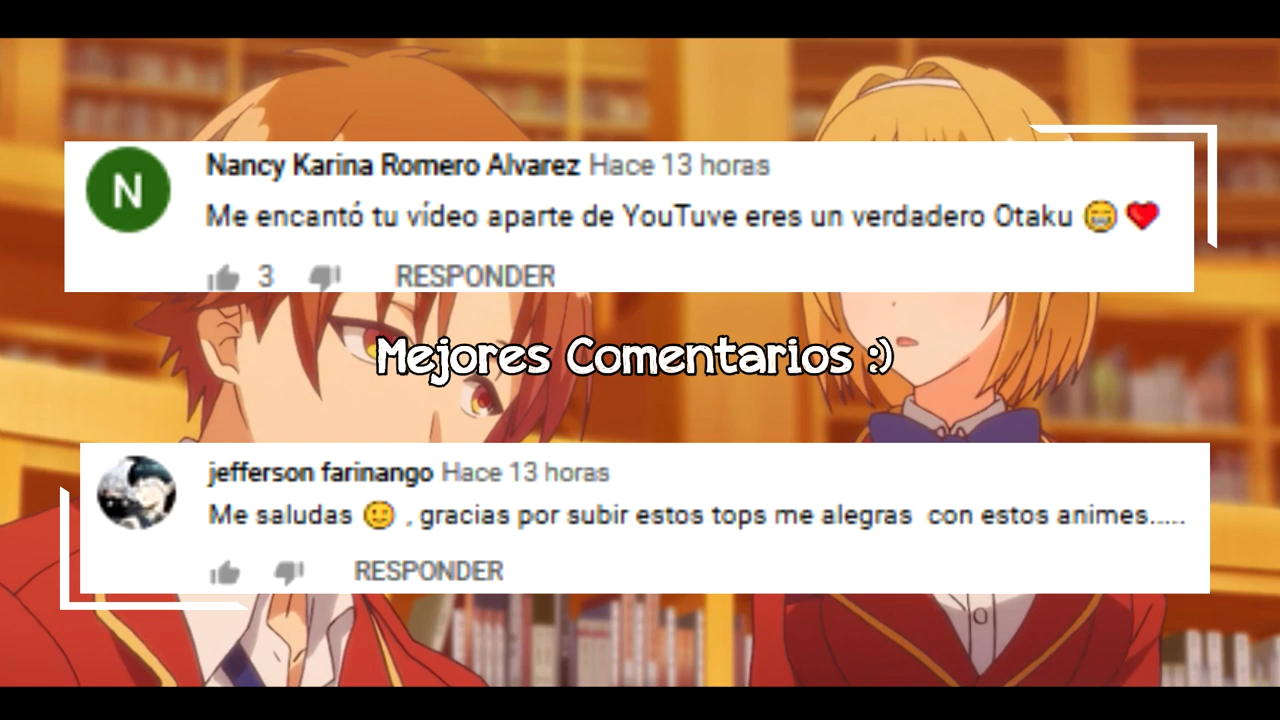 N
Nancy Karina Romero Alvarez Hace 13 horas
Me encantó tu vídeo aparte de YouTuve eres un verdadero Otaku 😁❤️
3 RESPONDER
Mejores Comentarios :)
jefferson farinango Hace 13 horas
Me saludas 🙂 , gracias por subir estos tops me alegras con estos animes.....
RESPONDER